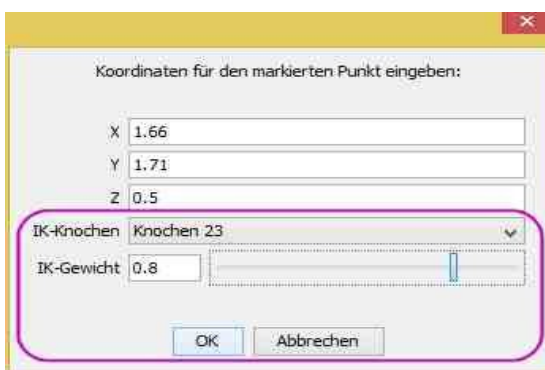 Koordinaten für den markierten Punkt eingeben:
X 1.66
Y 1.71
Z 0.5
IK-Knochen Knochen 23
IK-Gewicht 0.8
OK Abbrechen